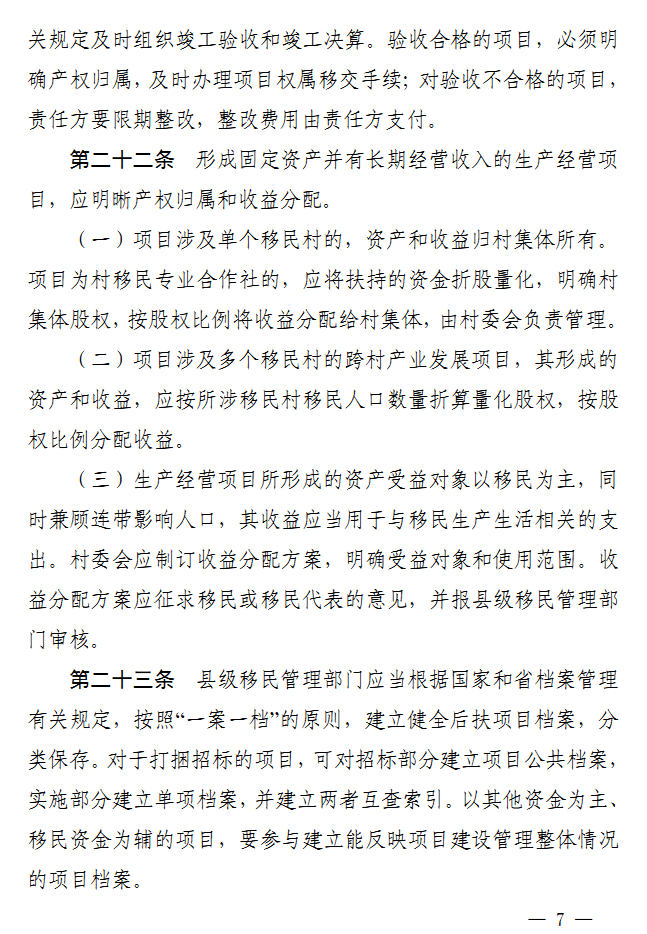 关规定及时组织竣工验收和竣工决算。验收合格的项目，必须明
确产权归属，及时办理项目权属移交手续；对验收不合格的项目，
责任方要限期整改，整改费用由责任方支付。
第二十二条　形成固定资产并有长期经营收入的生产经营项
目，应明晰产权归属和收益分配。
（一）项目涉及单个移民村的，资产和收益归村集体所有。
项目为村移民专业合作社的，应将扶持的资金折股量化，明确村
集体股权，按股权比例将收益分配给村集体，由村委会负责管理。
（二）项目涉及多个移民村的跨村产业发展项目，其形成的
资产和收益，应按所涉移民村移民人口数量折算量化股权，按股
权比例分配收益。
（三）生产经营项目所形成的资产受益对象以移民为主，同
时兼顾连带影响人口，其收益应当用于与移民生产生活相关的支
出。村委会应制订收益分配方案，明确受益对象和使用范围。收
益分配方案应征求移民或移民代表的意见，并报县级移民管理部
门审核。
第二十三条　县级移民管理部门应当根据国家和省档案管理
有关规定，按照“一案一档”的原则，建立健全后扶项目档案，分
类保存。对于打捆招标的项目，可对招标部分建立项目公共档案，
实施部分建立单项档案，并建立两者互查索引。以其他资金为主、
移民资金为辅的项目，要参与建立能反映项目建设管理整体情况
的项目档案。
— 7 —